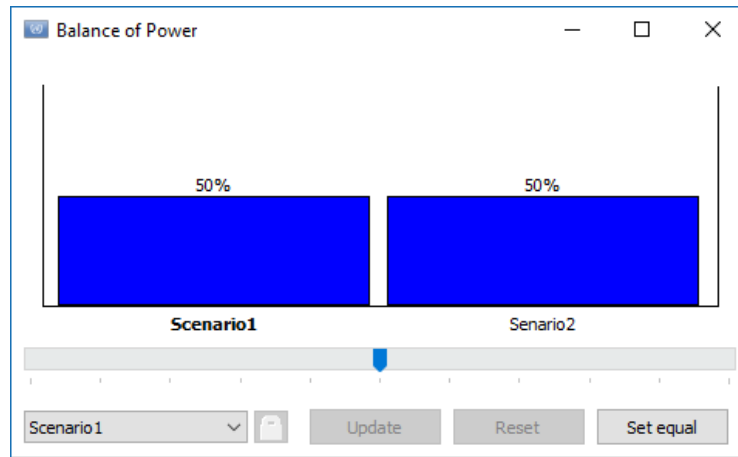 Balance of Power
50% 50%
Scenario1 Senario2
Scenario1 Update Reset Set equal